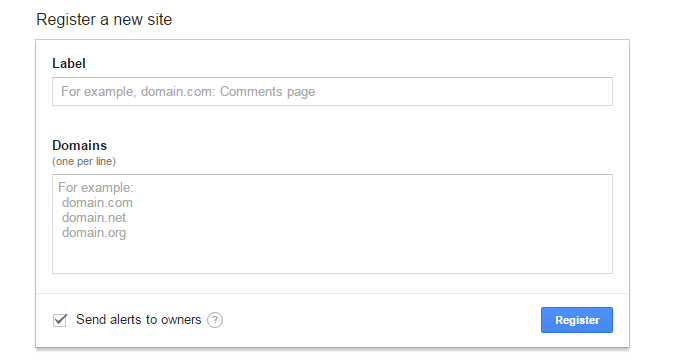 Register a new site
Label
For example, domain.com: Comments page
Domains
(one per line)
For example:
domain.com
domain.net
domain.org
Send alerts to owners ?
Register